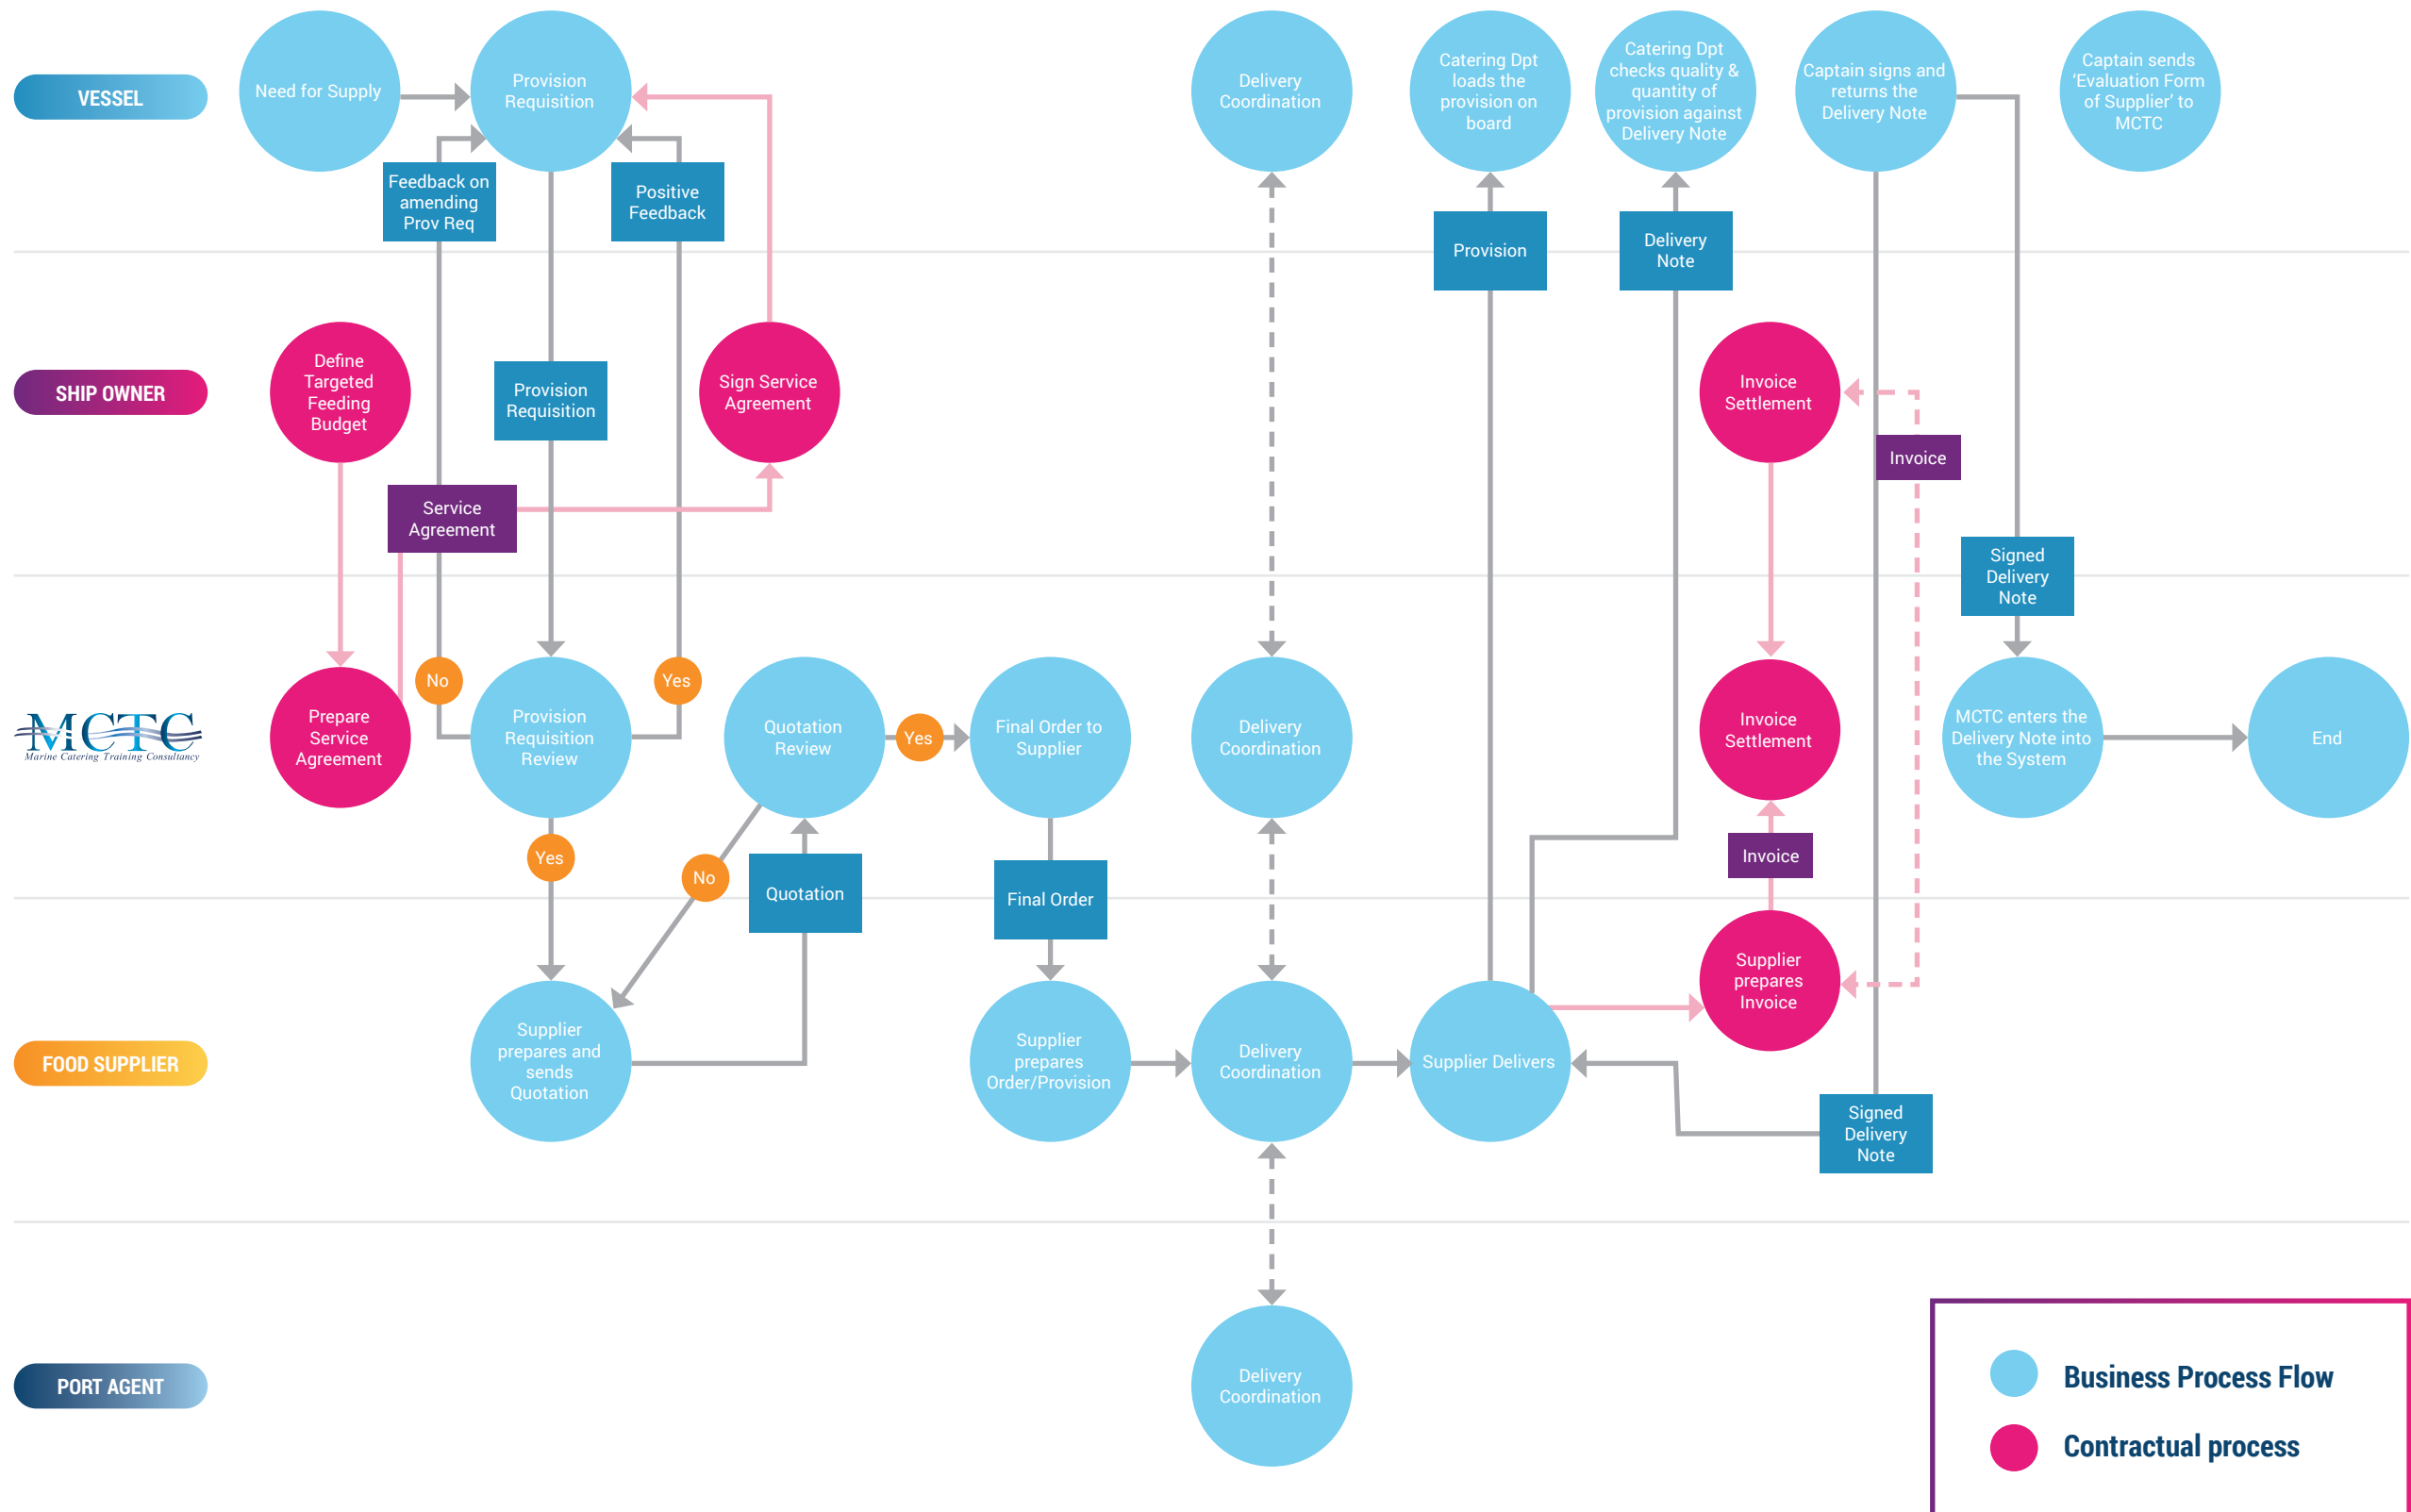 VESSEL
Need for Supply
Provision
Requisition
Delivery
Coordination
Catering Dpt
loads the
provision on
board
Catering Dpt
checks quality &
quantity of
provision against
Delivery Note
Captain signs and
returns the
Delivery Note
Captain sends
‘Evaluation Form
of Supplier’ to
MCTC
Feedback on
amending
Prov Req
Positive
Feedback
Provision
Delivery
Note
SHIP OWNER
Define
Targeted
Feeding
Budget
Provision
Requisition
Sign Service
Agreement
Invoice
Settlement
Invoice
Service
Agreement
Signed
Delivery
Note
No
Yes
MCTC
Marine Catering Training Consultancy
Prepare
Service
Agreement
Provision
Requisition
Review
Quotation
Review
Yes
Final Order to
Supplier
Delivery
Coordination
Invoice
Settlement
MCTC enters the
Delivery Note into
the System
End
Yes
No
Quotation
Final Order
Invoice
FOOD SUPPLIER
Supplier
prepares and
sends
Quotation
Supplier
prepares
Order/Provision
Delivery
Coordination
Supplier Delivers
Supplier
prepares
Invoice
Signed
Delivery
Note
PORT AGENT
Delivery
Coordination
Business Process Flow
Contractual process